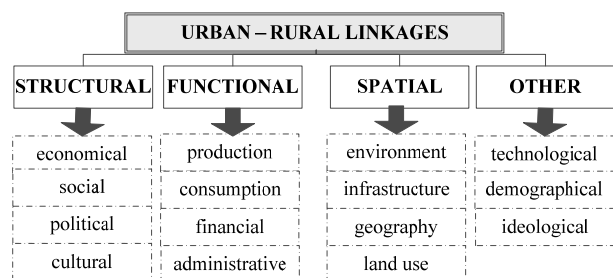 URBAN – RURAL LINKAGES
STRUCTURAL
economical
social
political
cultural
FUNCTIONAL
production
consumption
financial
administrative
SPATIAL
environment
infrastructure
geography
land use
OTHER
technological
demographical
ideological